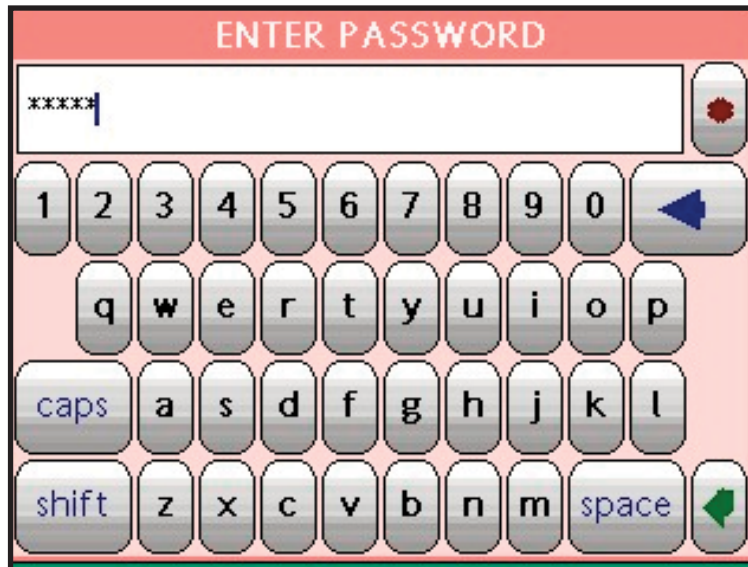 ENTER PASSWORD
*****
1 2 3 4 5 6 7 8 9 0
q w e r t y u i o p
caps a s d f g h j k l
shift z x c v b n m space